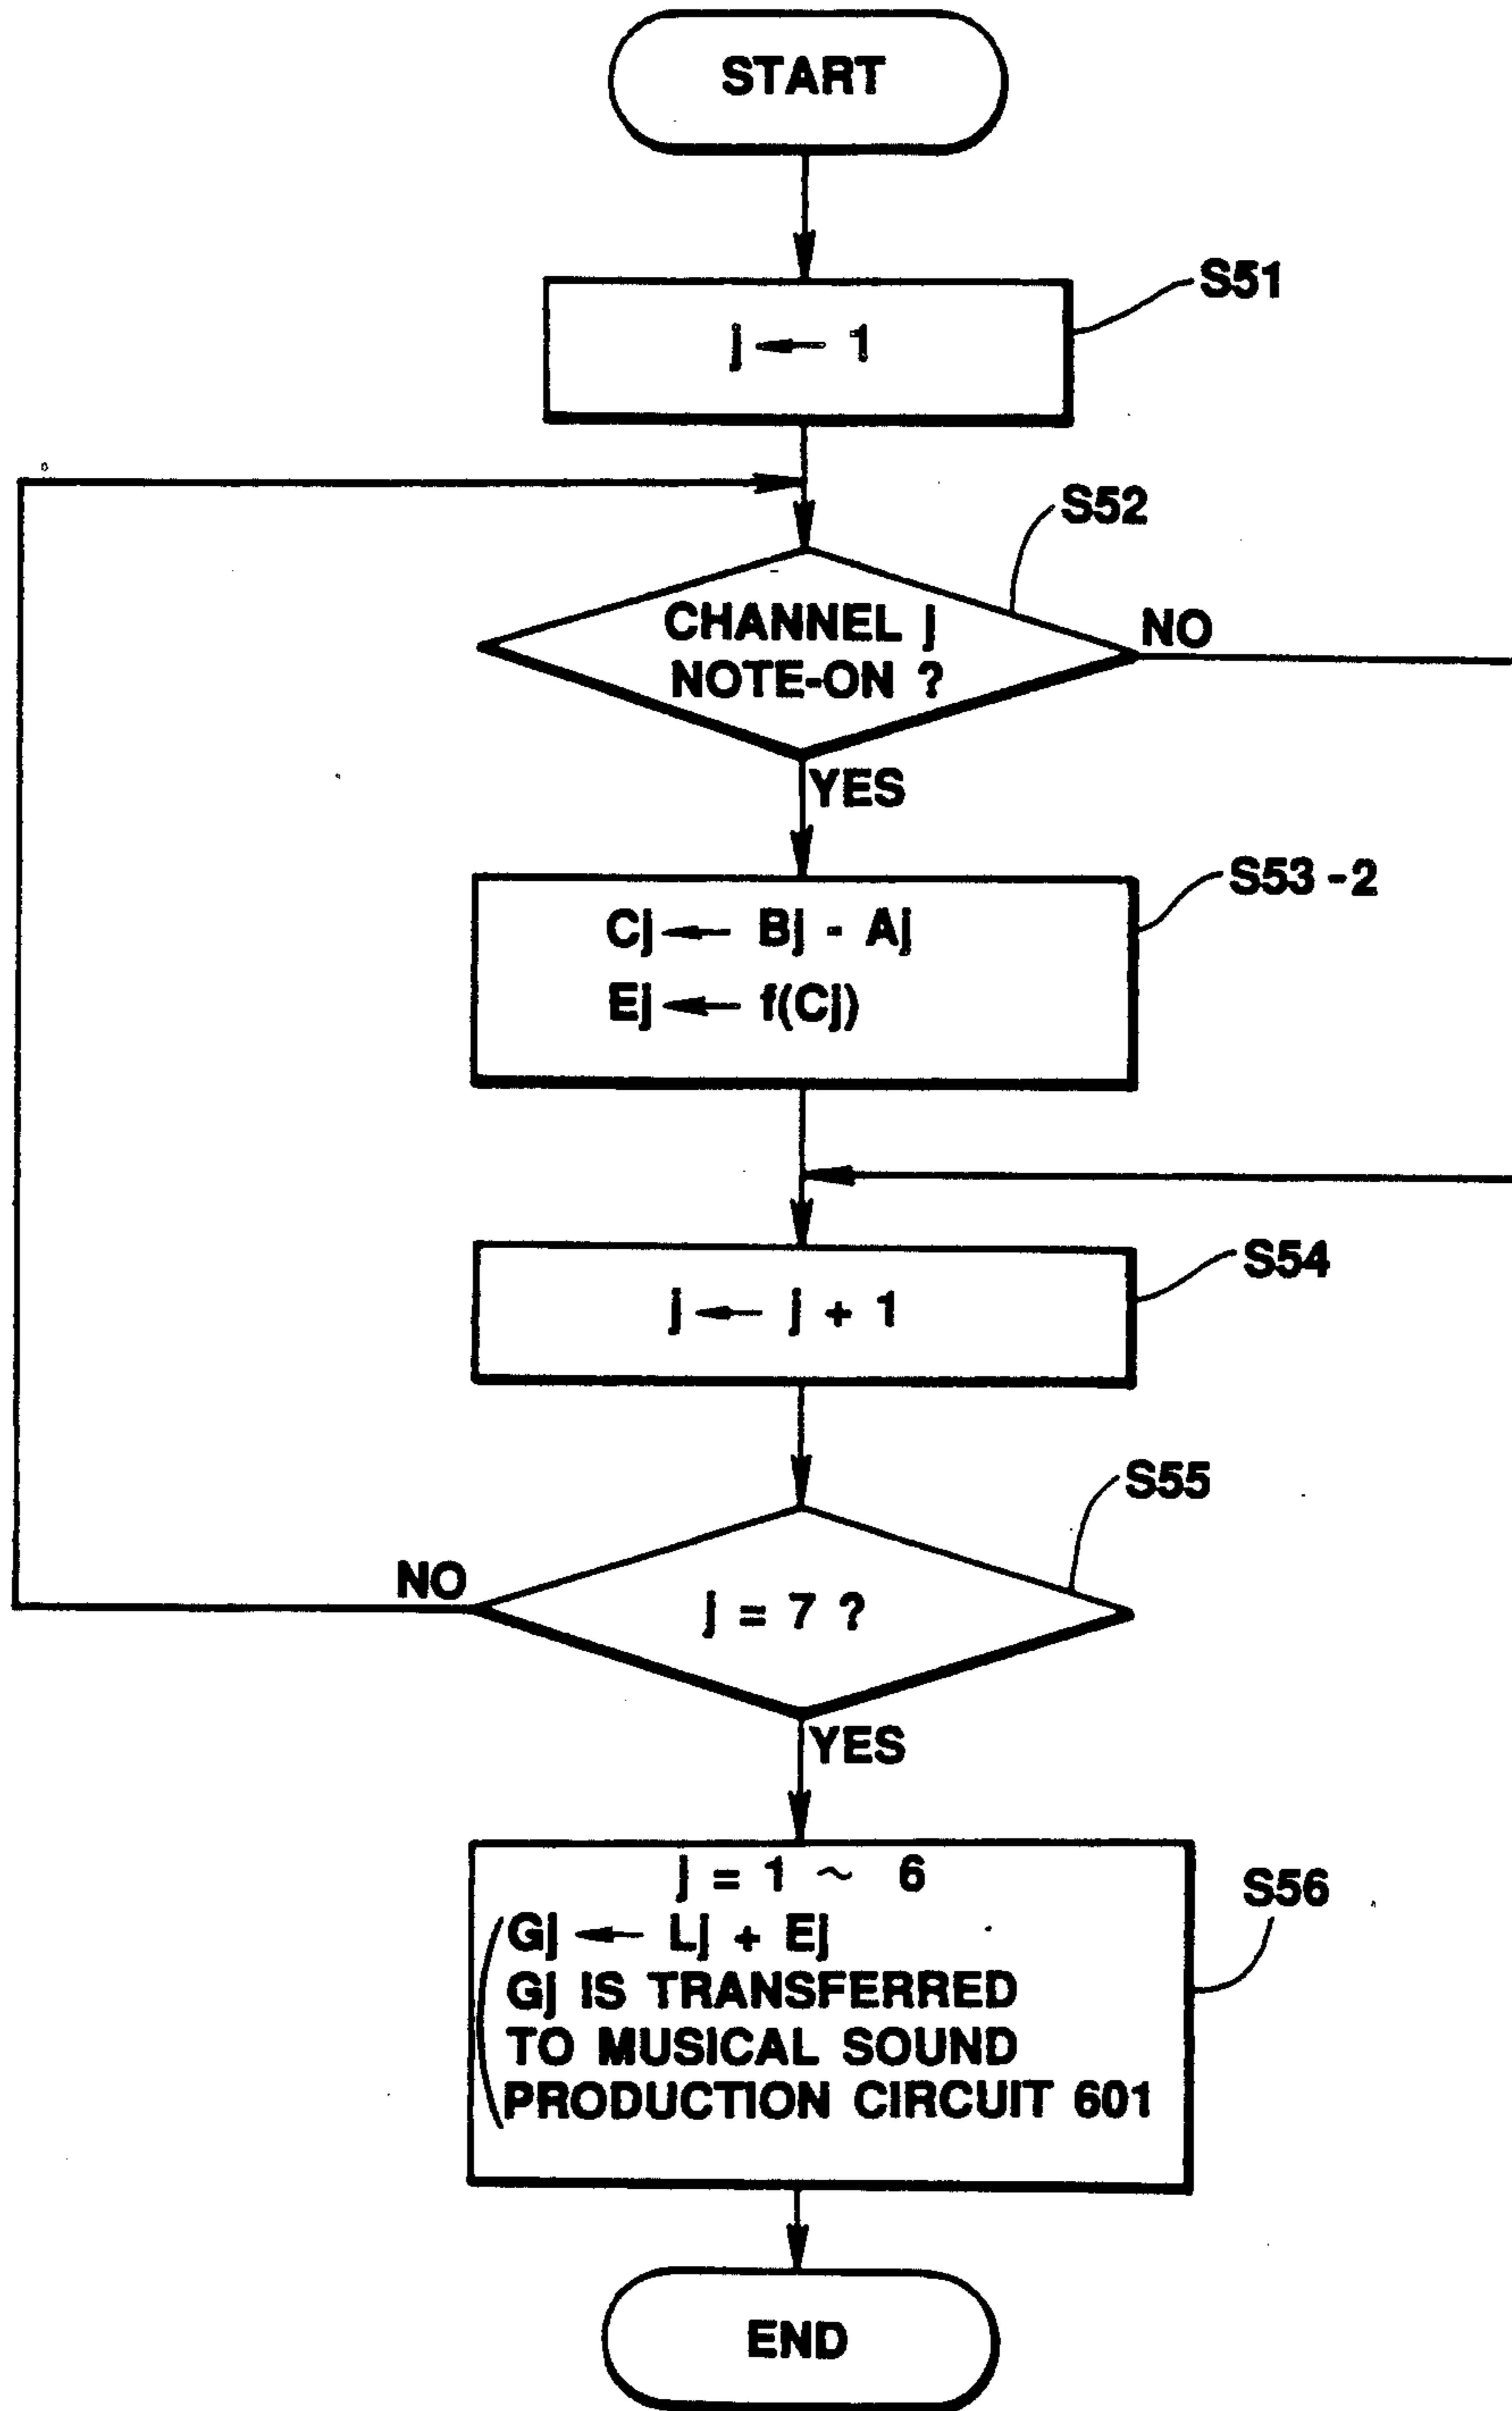 START
S51
j ← 1
S52
CHANNEL j
NOTE-ON ?
NO
YES
S53-2
Cj ← Bj - Aj
Ej ← f(Cj)
S54
j ← j + 1
S55
NO
j = 7 ?
YES
S56
j = 1 ~ 6
Gj ← Lj + Ej
Gj IS TRANSFERRED
TO MUSICAL SOUND
PRODUCTION CIRCUIT 601
END